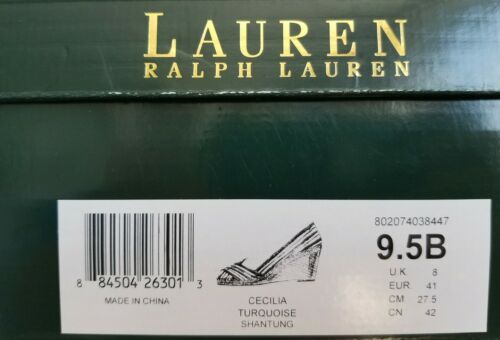 LAUREN
RALPH LAUREN
802074038447
9.5B
UK 8
EUR 41
CM 27.5
CN 42
8 84504 26301 3
MADE IN CHINA
CECILIA
TURQUOISE
SHANTUNG